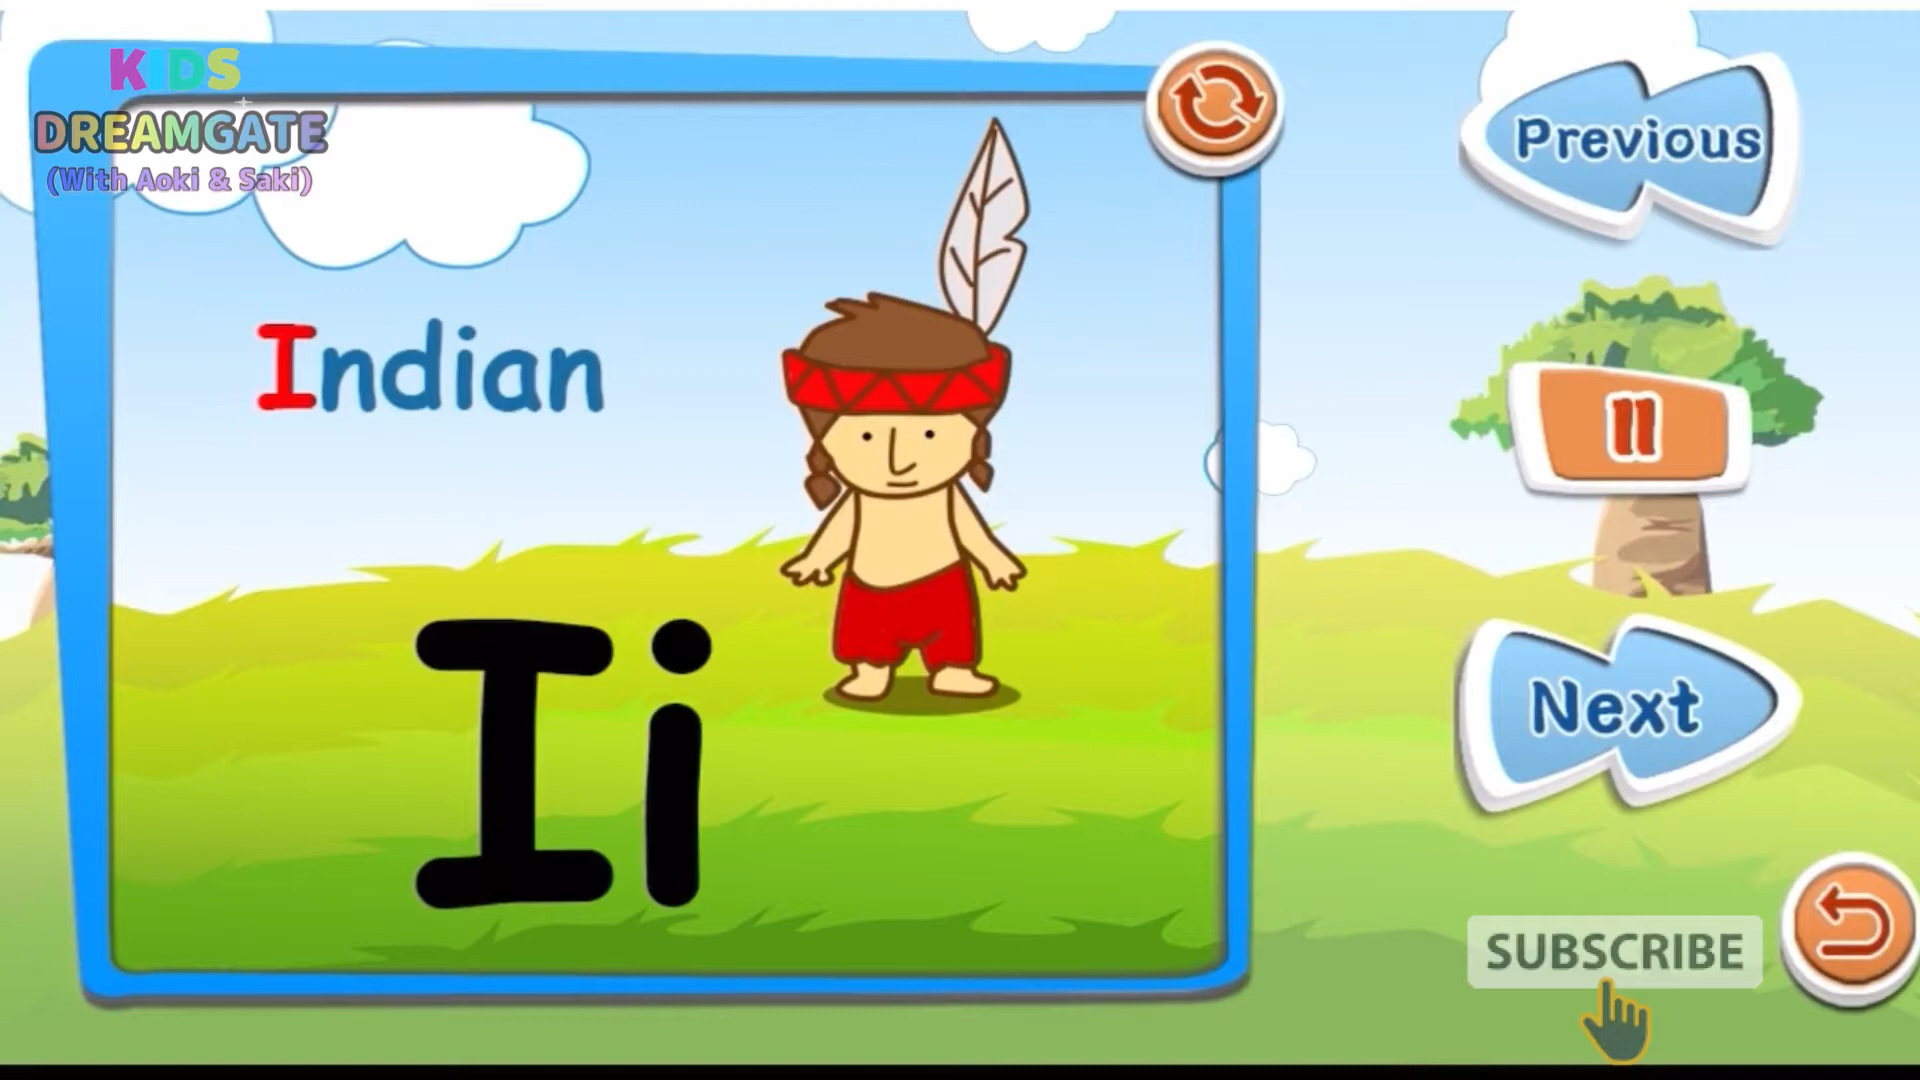 KIDS
DREAMGATE
(With Aoki & Saki)
Indian
Ii
Previous
Next
SUBSCRIBE